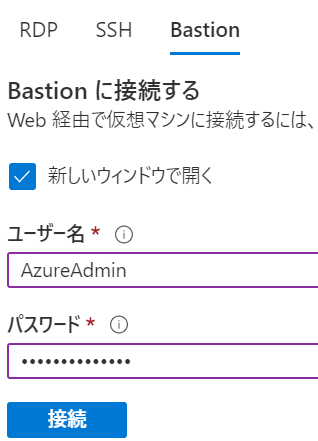 RDP SSH Bastion
Bastion に接続する
Web 経由で仮想マシンに接続するには、
新しいウィンドウで開く
ユーザー名 *
AzureAdmin
パスワード *
••••••••••••••
接続